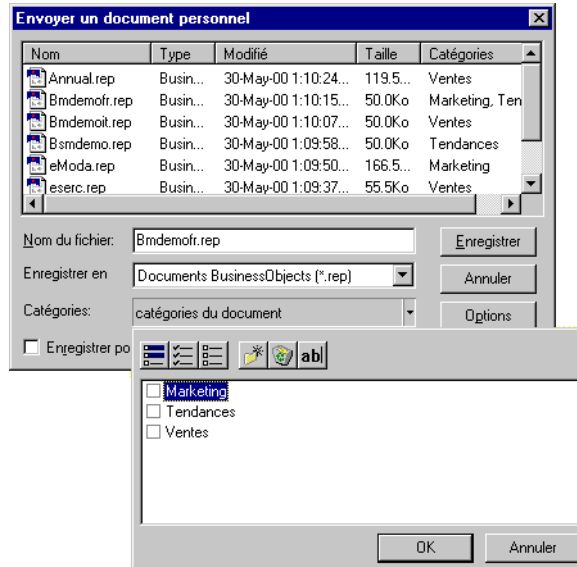 Envoyer un document personnel
Nom Type Modifié Taille Catégories
Annual.rep Busin... 30-May-00 1:10:24... 119.5... Ventes
Bmdemofr.rep Busin... 30-May-00 1:10:15... 50.0Ko Marketing, Ten
Bmdemoit.rep Busin... 30-May-00 1:10:07... 50.0Ko Ventes
Bsmdemo.rep Busin... 30-May-00 1:09:58... 50.0Ko Tendances
eModa.rep Busin... 30-May-00 1:09:50... 166.5... Marketing
eserc.rep Busin... 30-May-00 1:09:37... 55.5Ko Ventes
Nom du fichier: Bmdemofr.rep Enregistrer
Enregistrer en Documents BusinessObjects (*.rep) Annuler
Catégories: catégories du document Options
Enregistrer po
ab
Marketing
Tendances
Ventes
OK Annuler